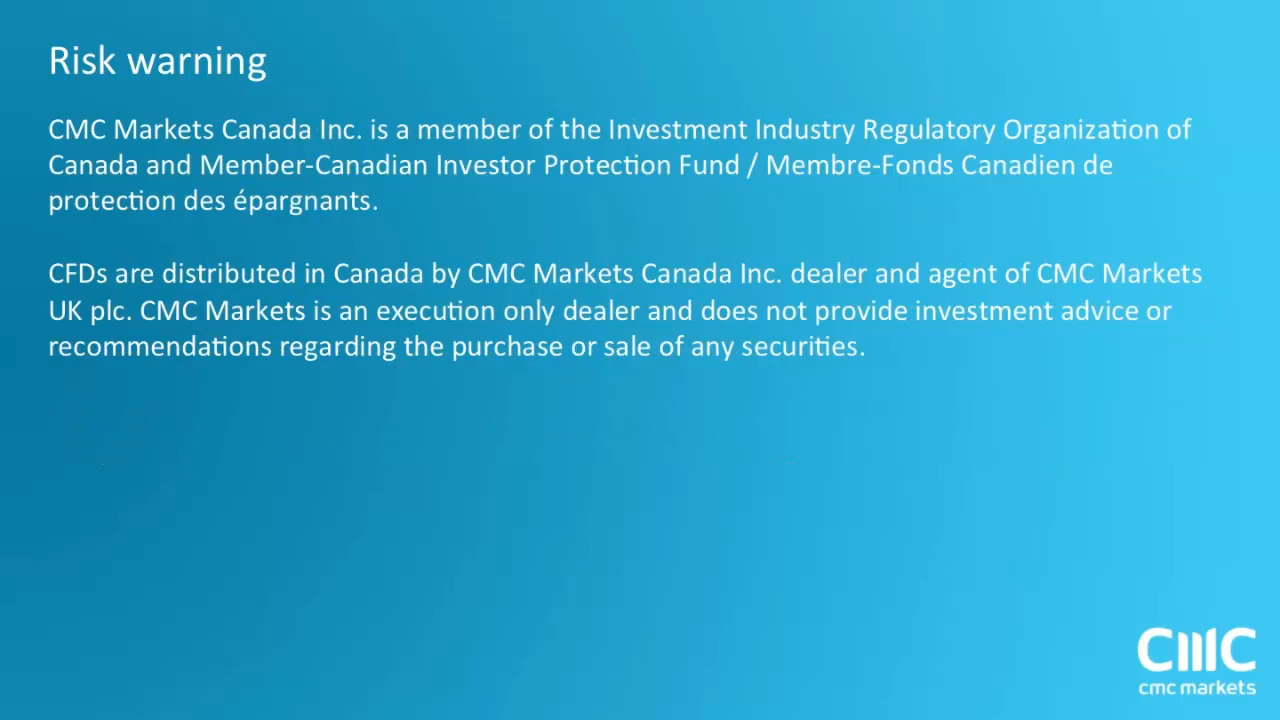 Risk warning
CMC Markets Canada Inc. is a member of the Investment Industry Regulatory Organization of
Canada and Member-Canadian Investor Protection Fund / Membre-Fonds Canadien de
protection des épargnants.
CFDs are distributed in Canada by CMC Markets Canada Inc. dealer and agent of CMC Markets
UK plc. CMC Markets is an execution only dealer and does not provide investment advice or
recommendations regarding the purchase or sale of any securities.
CMC
cmc markets